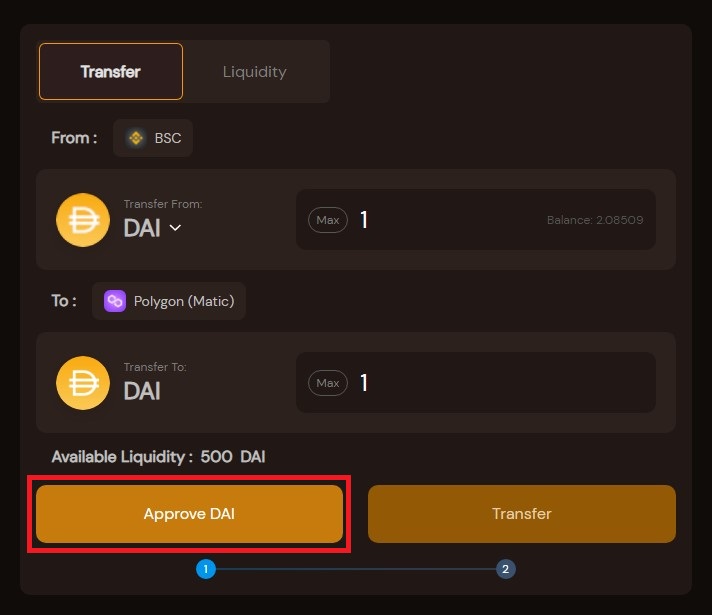 Transfer Liquidity
From : BSC
Transfer From:
DAI Max 1 Balance: 2.08509
To : Polygon (Matic)
Transfer To:
DAI Max 1
Available Liquidity : 500 DAI
Approve DAI Transfer
1 2